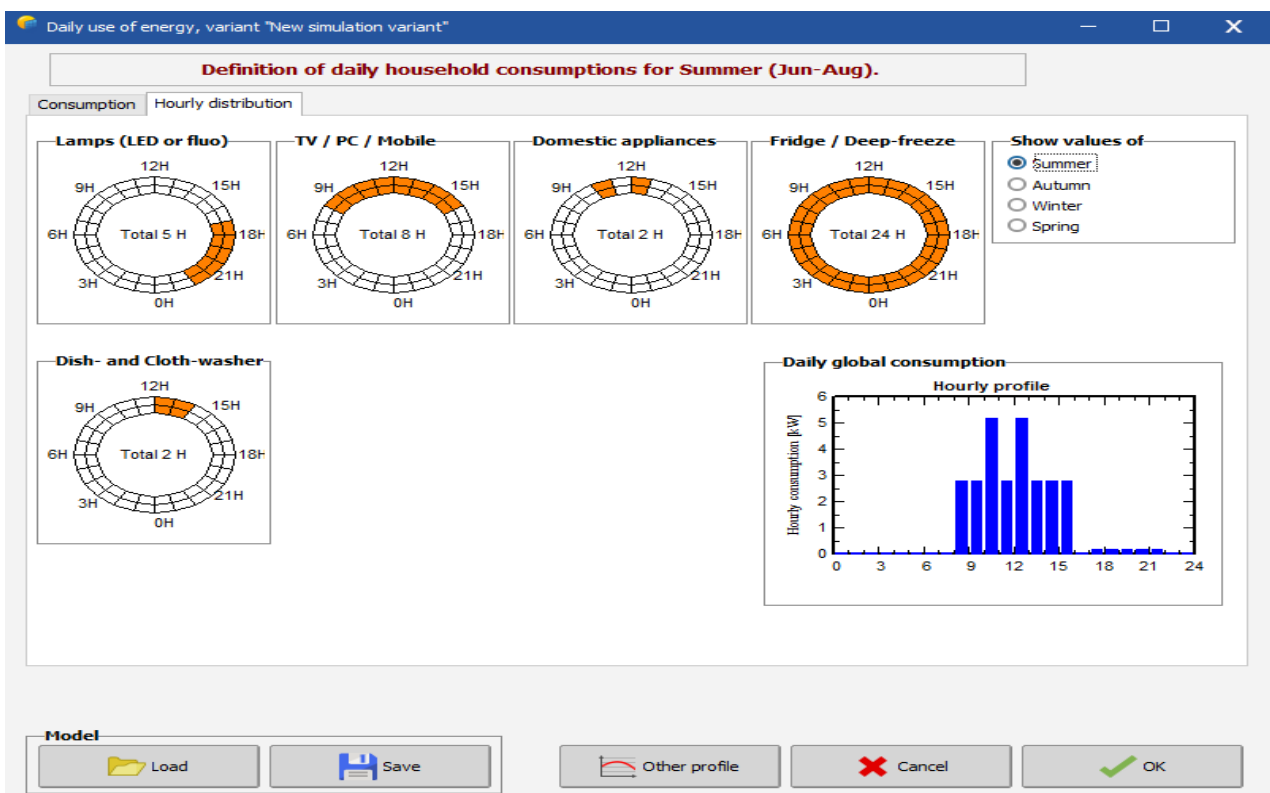 Daily use of energy, variant "New simulation variant"
Definition of daily household consumptions for Summer (Jun-Aug).
Consumption
Hourly distribution
Lamps (LED or fluo)
12H
9H
15H
6H
Total 5 H
18H
3H
21H
0H
TV / PC / Mobile
12H
9H
15H
6H
Total 8 H
18H
3H
21H
0H
Domestic appliances
12H
9H
15H
6H
Total 2 H
18H
3H
21H
0H
Fridge / Deep-freeze
12H
9H
15H
6H
Total 24 H
18H
3H
21H
0H
Show values of
Summer
Autumn
Winter
Spring
Dish- and Cloth-washer
12H
9H
15H
6H
Total 2 H
18H
3H
21H
0H
Daily global consumption
Hourly profile
Hourly consumption [kW]
6
5
4
3
2
1
0
0 3 6 9 12 15 18 21 24
Model
Load
Save
Other profile
Cancel
OK